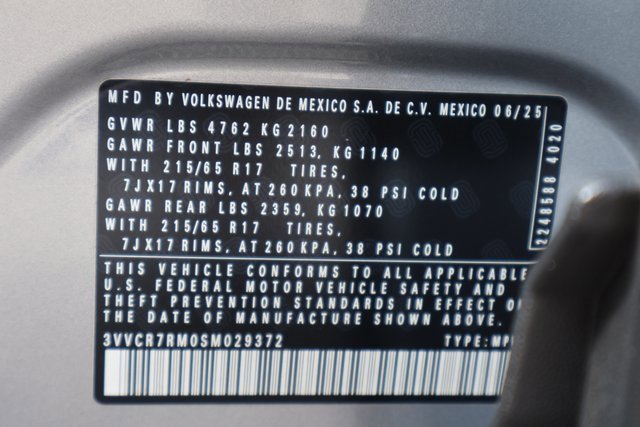 MFD BY VOLKSWAGEN DE MEXICO S.A. DE C.V. MEXICO 06/25
GVWR LBS 4762 KG 2160
GAWR FRONT LBS 2513, KG 1140
WITH 215/65 R17 TIRES,
7JX17 RIMS, AT 260 KPA, 38 PSI COLD
GAWR REAR LBS 2359, KG 1070
WITH 215/65 R17 TIRES,
7JX17 RIMS, AT 260 KPA, 38 PSI COLD
2248588 4020
THIS VEHICLE CONFORMS TO ALL APPLICABLE
U.S. FEDERAL MOTOR VEHICLE SAFETY AND
THEFT PREVENTION STANDARDS IN EFFECT
THE DATE OF MANUFACTURE SHOWN ABOVE.
3VVCR7RM0SM029372 TYPE: